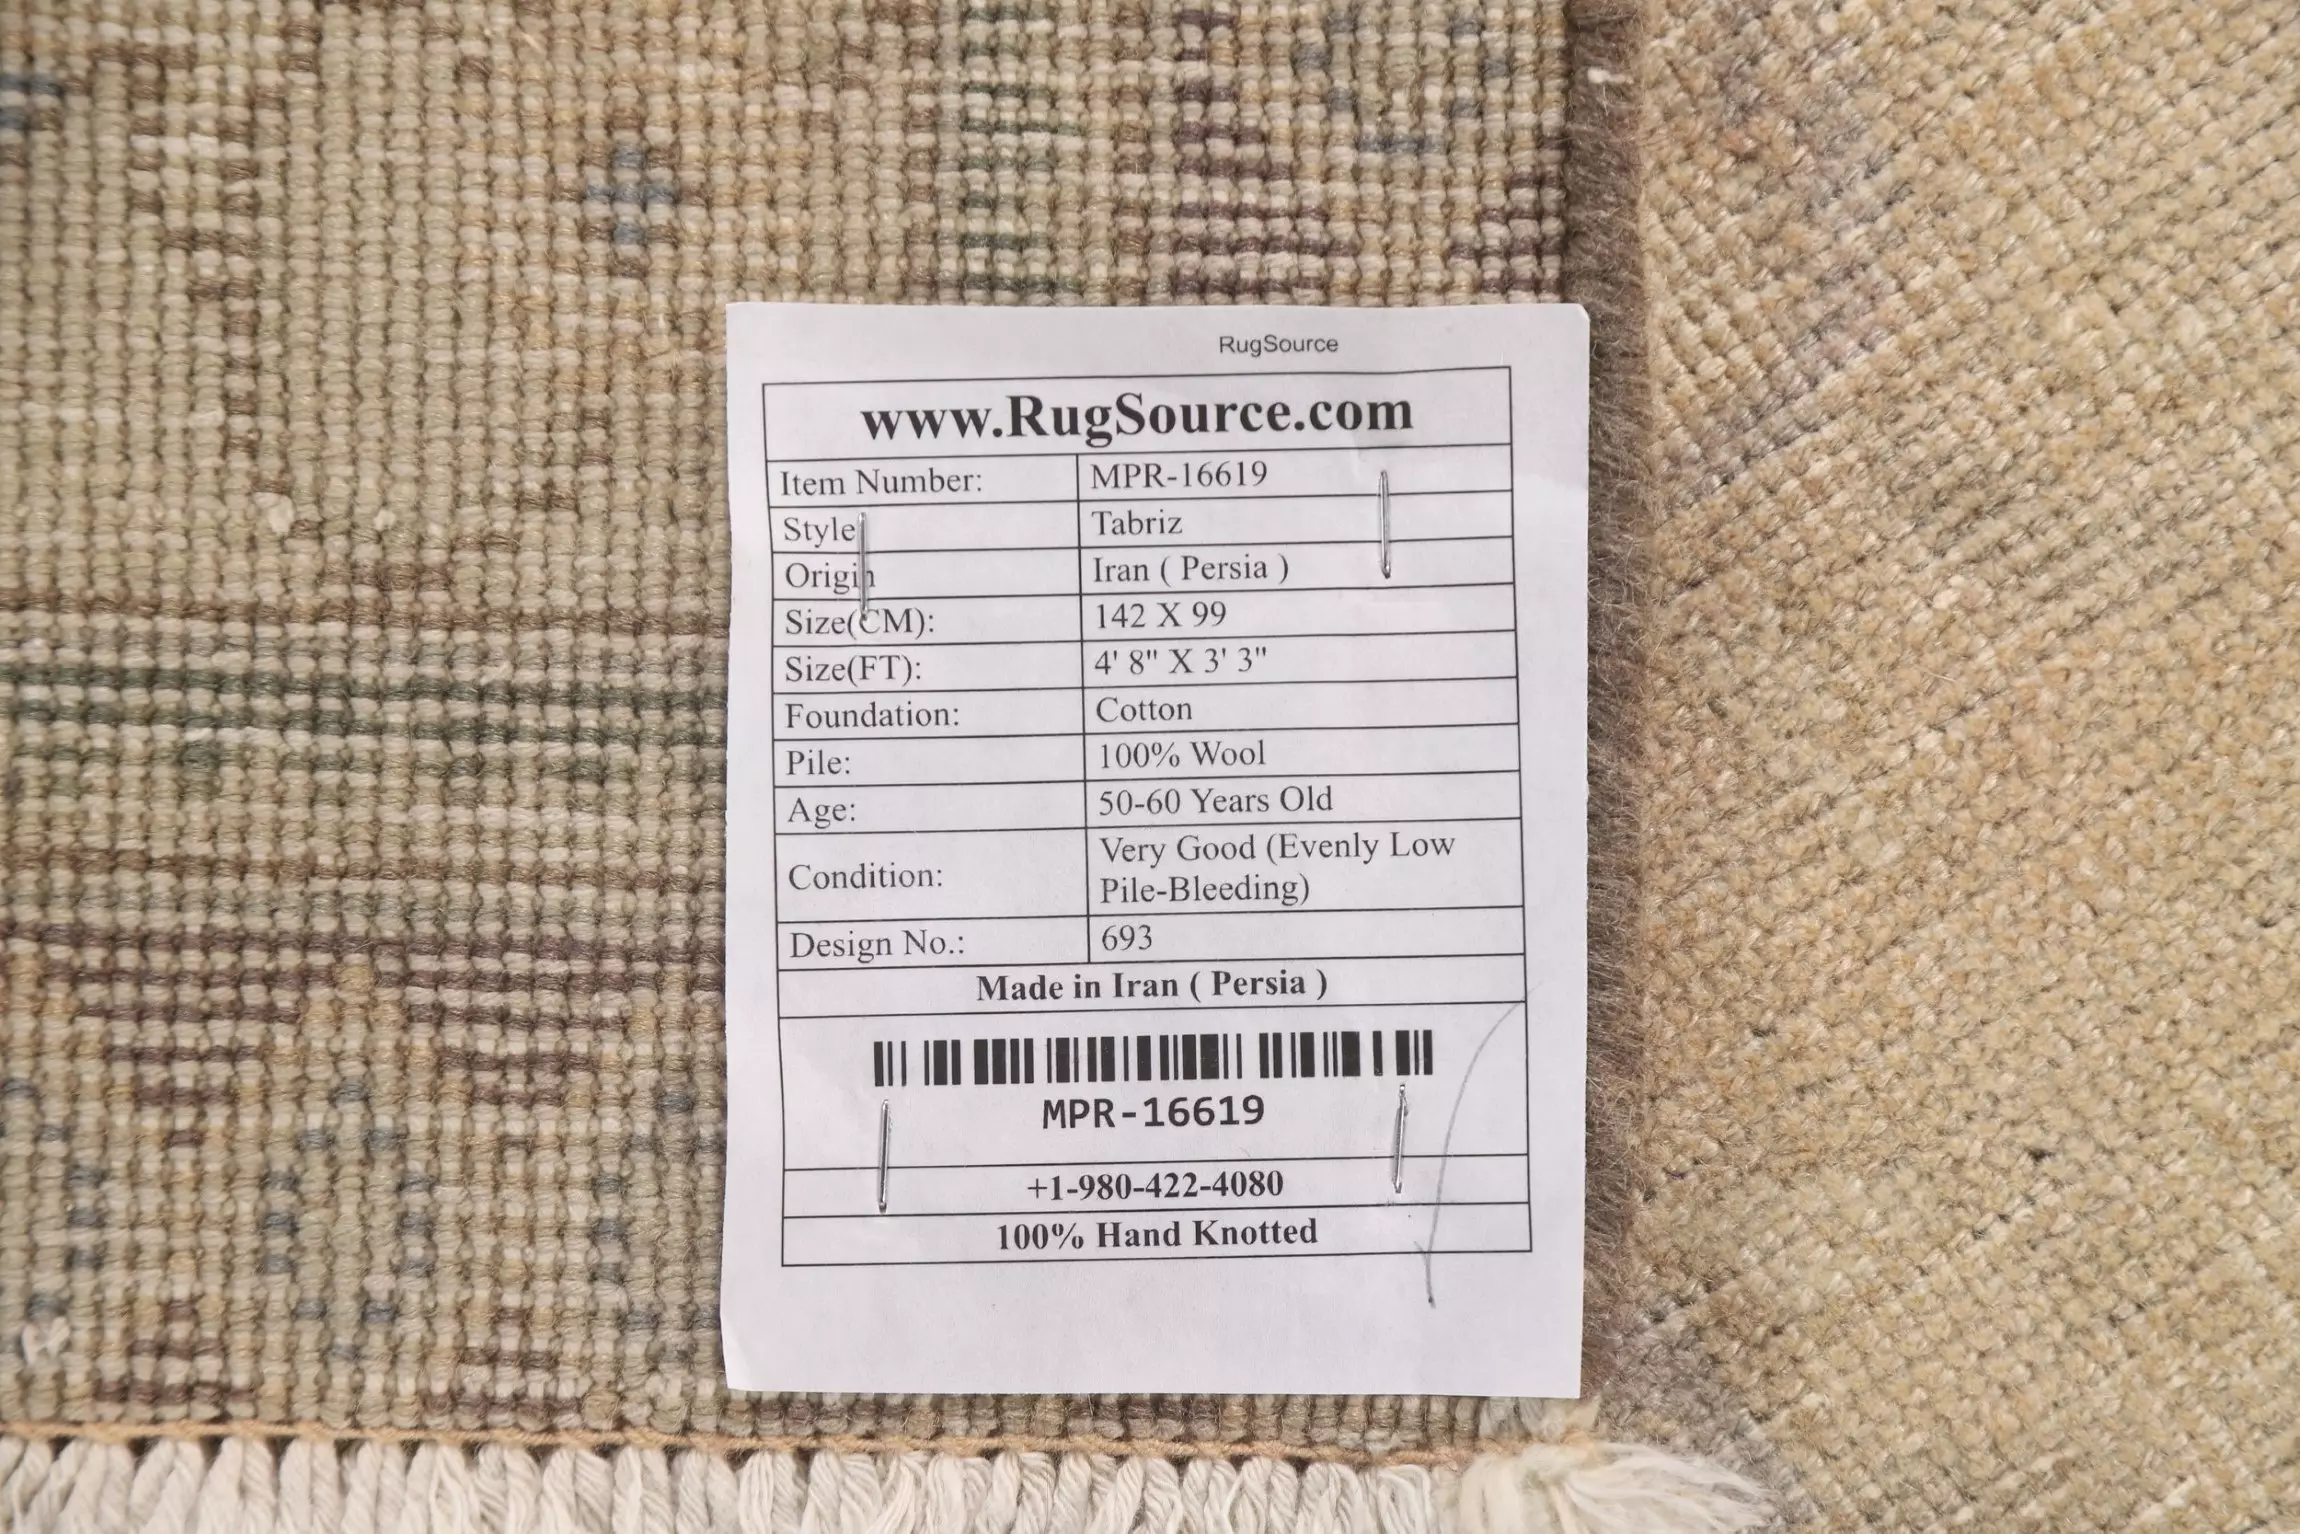 RugSource
www.RugSource.com
Item Number: MPR-16619
Style Tabriz
Origin Iran ( Persia )
Size(CM): 142 X 99
Size(FT): 4' 8" X 3' 3"
Foundation: Cotton
Pile: 100% Wool
Age: 50-60 Years Old
Condition: Very Good (Evenly Low
Pile-Bleeding)
Design No.: 693
Made in Iran ( Persia )
MPR-16619
+1-980-422-4080
100% Hand Knotted